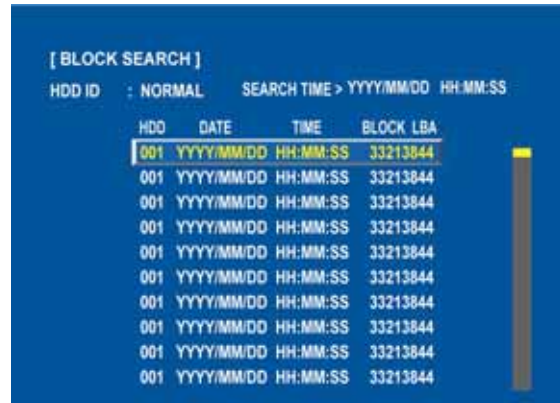 [ BLOCK SEARCH ]
HDD ID : NORMAL SEARCH TIME > YYYY/MM/DD HH:MM:SS
HDD DATE TIME BLOCK LBA
001 YYYY/MM/DD HH:MM:SS 33213844
001 YYYY/MM/DD HH:MM:SS 33213844
001 YYYY/MM/DD HH:MM:SS 33213844
001 YYYY/MM/DD HH:MM:SS 33213844
001 YYYY/MM/DD HH:MM:SS 33213844
001 YYYY/MM/DD HH:MM:SS 33213844
001 YYYY/MM/DD HH:MM:SS 33213844
001 YYYY/MM/DD HH:MM:SS 33213844
001 YYYY/MM/DD HH:MM:SS 33213844
001 YYYY/MM/DD HH:MM:SS 33213844